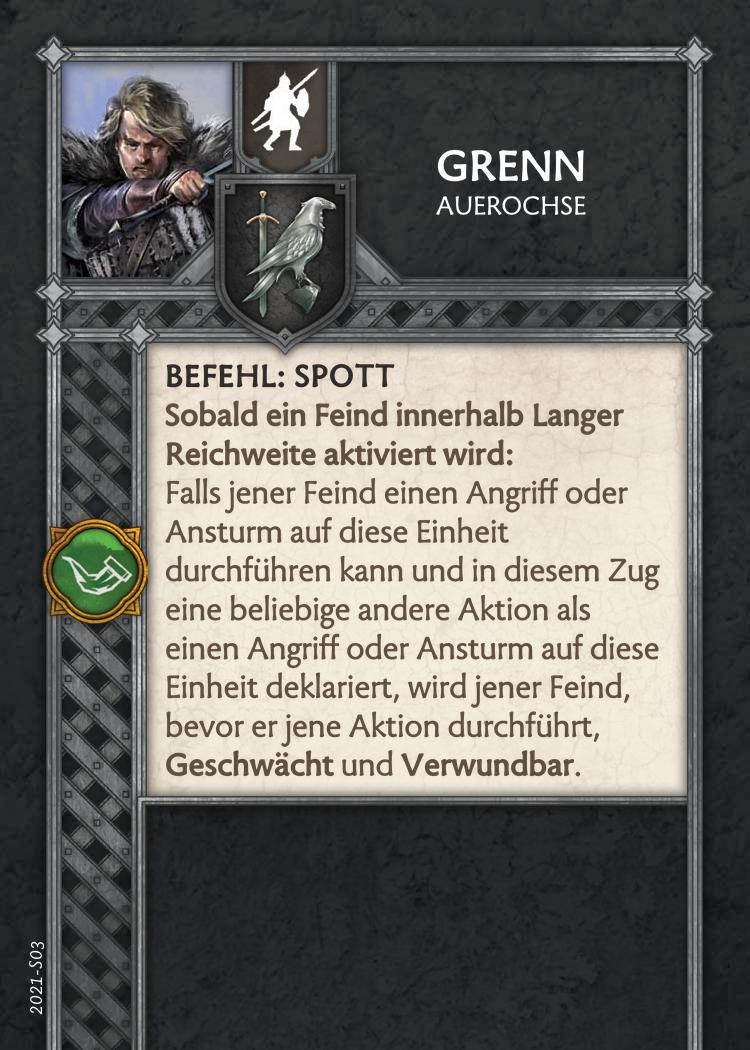 GRENN
AUEROCHSE
BEFEHL: SPOTT
Sobald ein Feind innerhalb Langer
Reichweite aktiviert wird:
Falls jener Feind einen Angriff oder
Ansturm auf diese Einheit
durchführen kann und in diesem Zug
eine beliebige andere Aktion als
einen Angriff oder Ansturm auf diese
Einheit deklariert, wird jener Feind,
bevor er jene Aktion durchführt,
Geschwächt und Verwundbar.
2021-S03